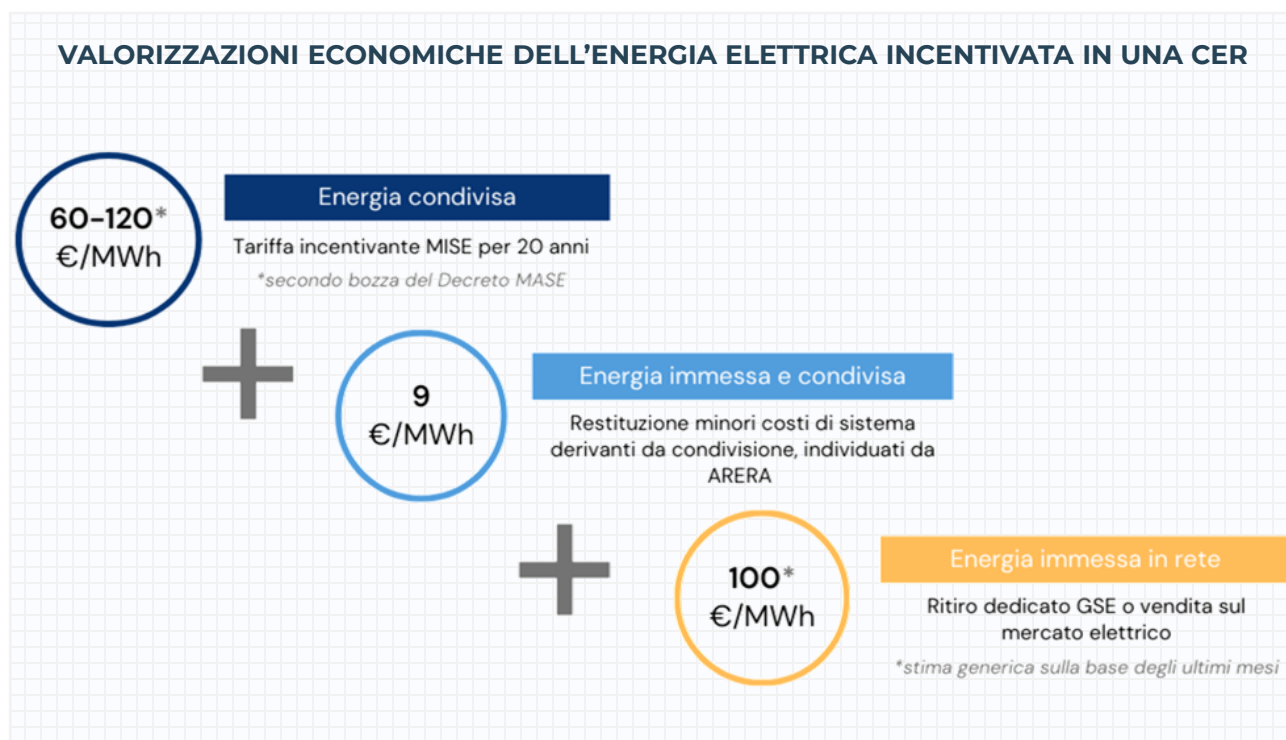 VALORIZZAZIONI ECONOMICHE DELL’ENERGIA ELETTRICA INCENTIVATA IN UNA CER
60-120*
€/MWh
Energia condivisa
Tariffa incentivante MISE per 20 anni
*secondo bozza del Decreto MASE
9
€/MWh
Energia immessa e condivisa
Restituzione minori costi di sistema
derivanti da condivisione, individuati da
ARERA
100*
€/MWh
Energia immessa in rete
Ritiro dedicato GSE o vendita sul
mercato elettrico
*stima generica sulla base degli ultimi mesi